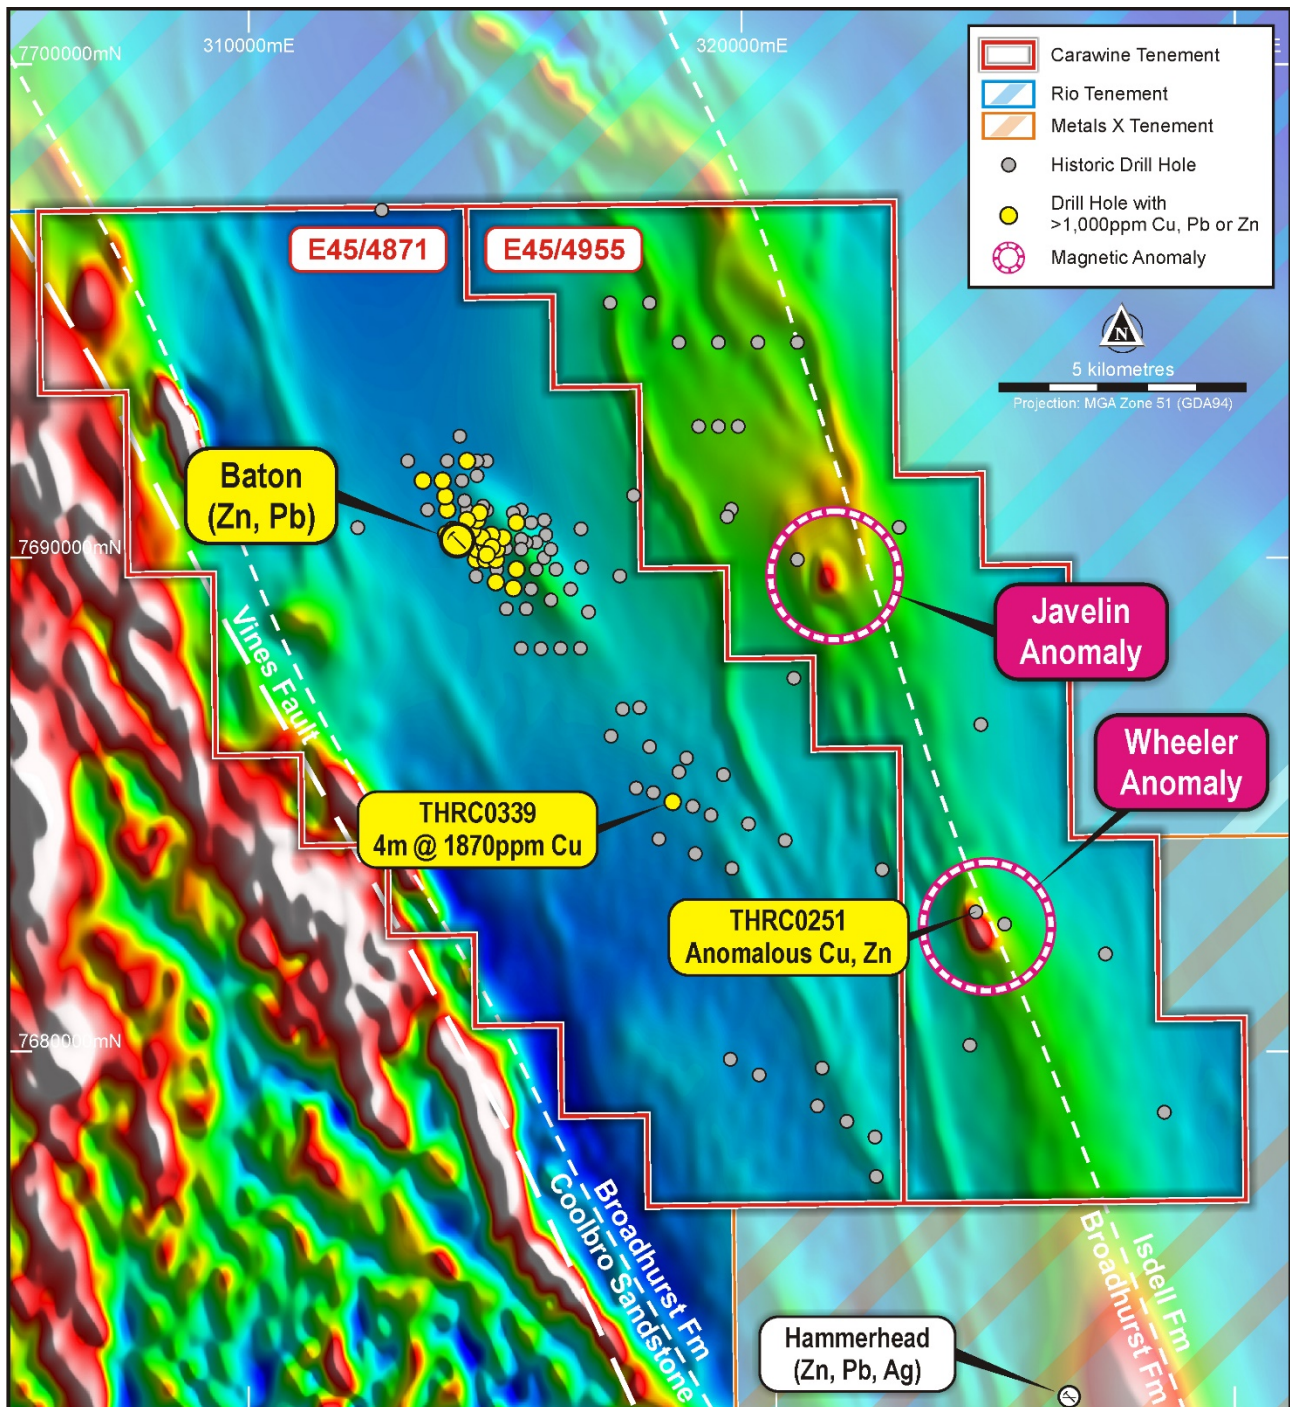 310000mE
320000mE
E
7700000mN
Carawine Tenement
Rio Tenement
Metals X Tenement
Historic Drill Hole
Drill Hole with
>1,000ppm Cu, Pb or Zn
Magnetic Anomaly
E45/4871
E45/4955
N
5 kilometres
Projection: MGA Zone 51 (GDA94)
Baton
(Zn, Pb)
7690000mN
Javelin
Anomaly
Vines Fault
Wheeler
Anomaly
THRC0339
4m @ 1870ppm Cu
THRC0251
Anomalous Cu, Zn
7680000mN
Broadhurst Fm
Coolbro Sandstone
Isdell Fm
Broadhurst Fm
Hammerhead
(Zn, Pb, Ag)